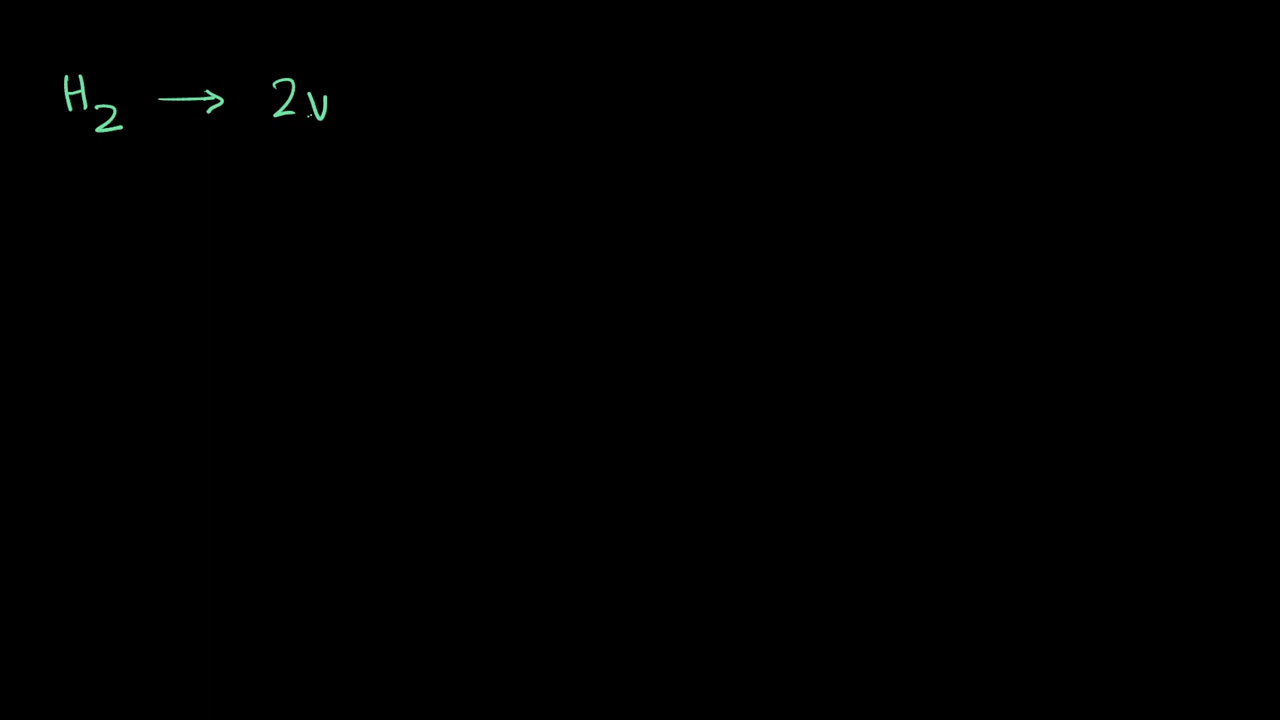 H₂ → 2v